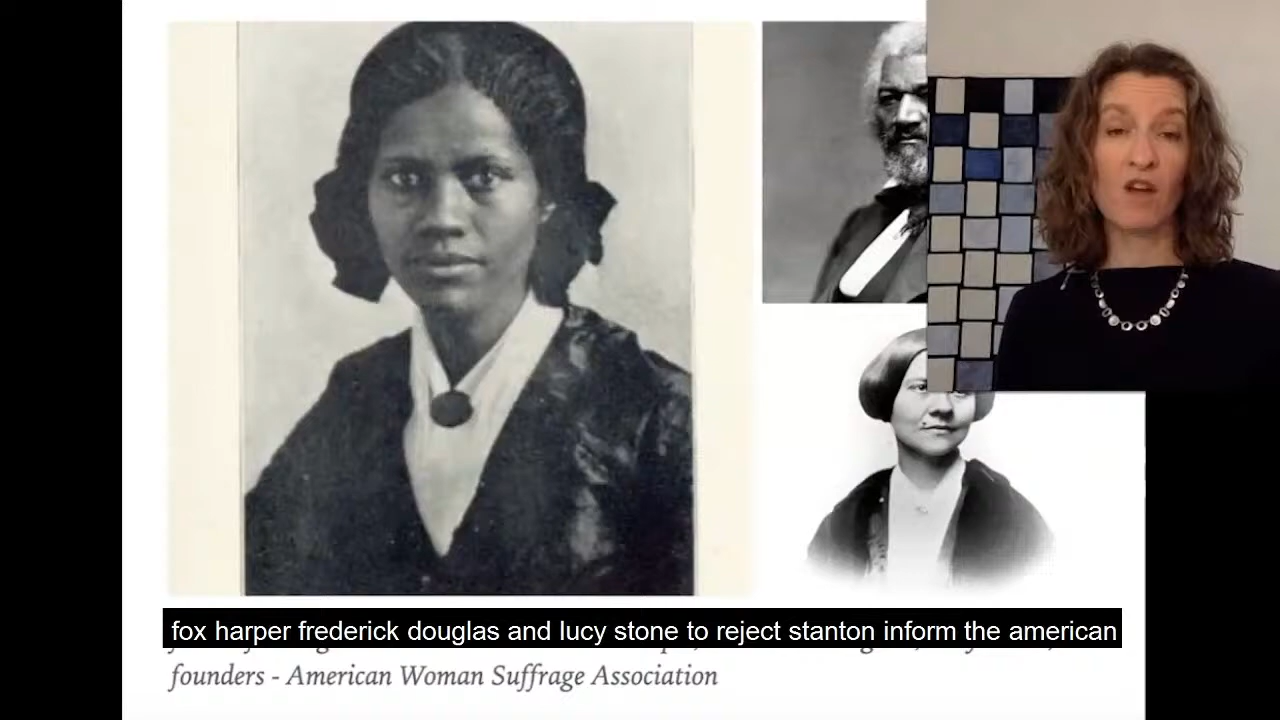 fox harper frederick douglas and lucy stone to reject stanton inform the american
founders - American Woman Suffrage Association